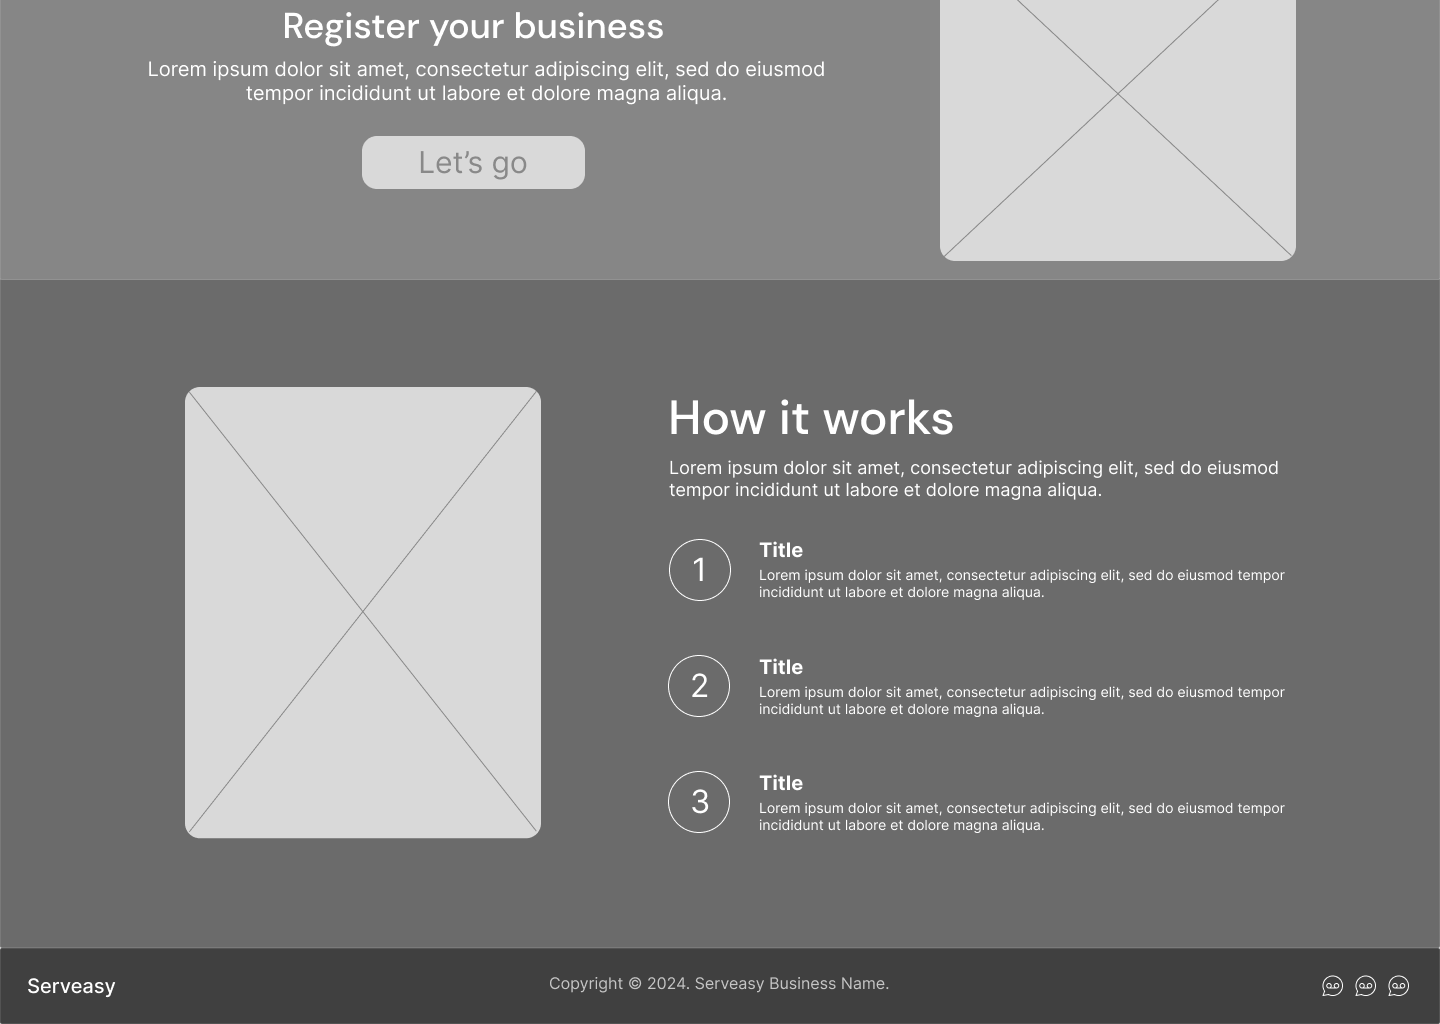 Register your business
Lorem ipsum dolor sit amet, consectetur adipiscing elit, sed do eiusmod
tempor incididunt ut labore et dolore magna aliqua.
Let’s go
How it works
Lorem ipsum dolor sit amet, consectetur adipiscing elit, sed do eiusmod
tempor incididunt ut labore et dolore magna aliqua.
1
Title
Lorem ipsum dolor sit amet, consectetur adipiscing elit, sed do eiusmod tempor
incididunt ut labore et dolore magna aliqua.
2
Title
Lorem ipsum dolor sit amet, consectetur adipiscing elit, sed do eiusmod tempor
incididunt ut labore et dolore magna aliqua.
3
Title
Lorem ipsum dolor sit amet, consectetur adipiscing elit, sed do eiusmod tempor
incididunt ut labore et dolore magna aliqua.
Serveasy
Copyright © 2024. Serveasy Business Name.